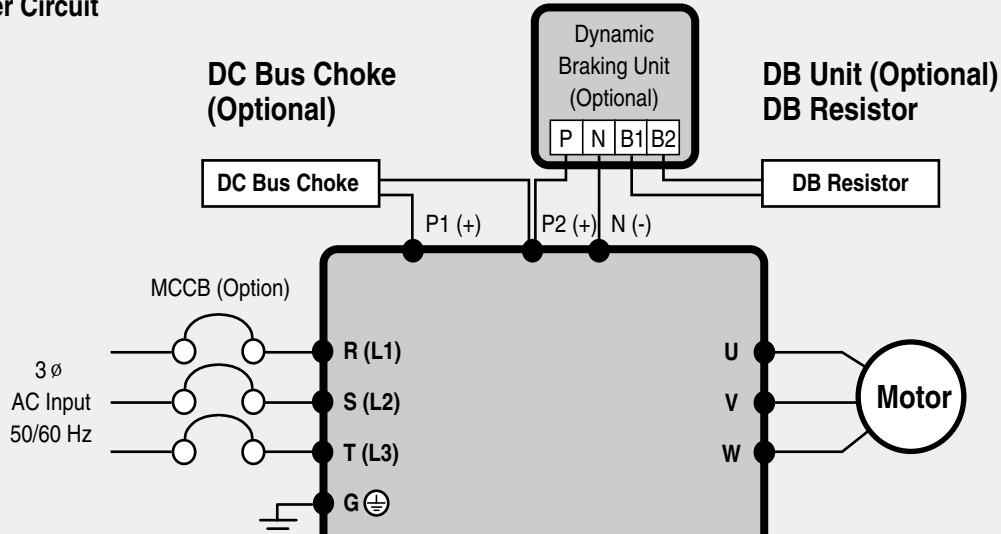 er Circuit
DC Bus Choke
(Optional)
Dynamic
Braking Unit
(Optional)
P N B1 B2
DB Unit (Optional)
DB Resistor
DC Bus Choke
DB Resistor
P1 (+) P2 (+) N (-)
MCCB (Option)
3 ø
AC Input
50/60 Hz
R (L1)
S (L2)
T (L3)
G
U
V
W
Motor